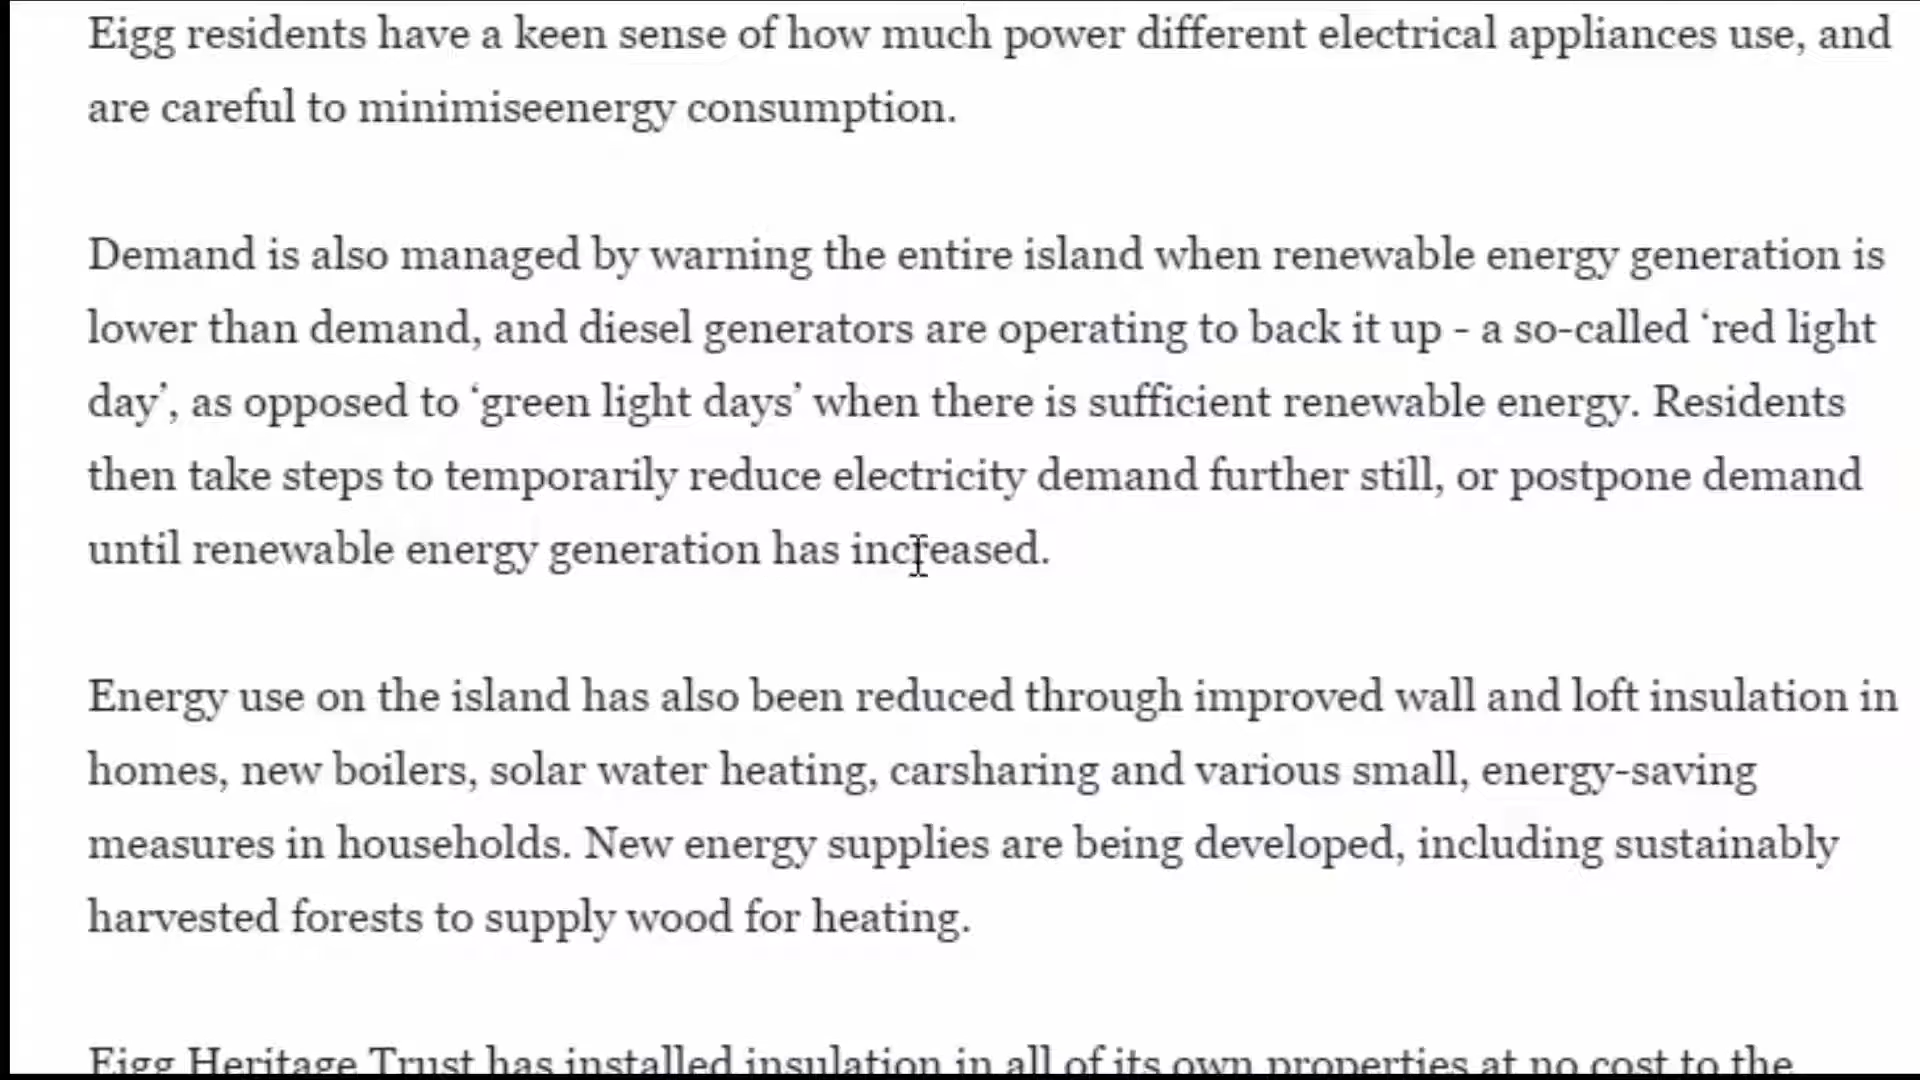 Eigg residents have a keen sense of how much power different electrical appliances use, and
are careful to minimiseenergy consumption.
Demand is also managed by warning the entire island when renewable energy generation is
lower than demand, and diesel generators are operating to back it up - a so-called ‘red light
day’, as opposed to ‘green light days’ when there is sufficient renewable energy. Residents
then take steps to temporarily reduce electricity demand further still, or postpone demand
until renewable energy generation has increased.
Energy use on the island has also been reduced through improved wall and loft insulation in
homes, new boilers, solar water heating, carsharing and various small, energy-saving
measures in households. New energy supplies are being developed, including sustainably
harvested forests to supply wood for heating.
Eigg Heritage Trust has installed insulation in all of its own properties at no cost to the